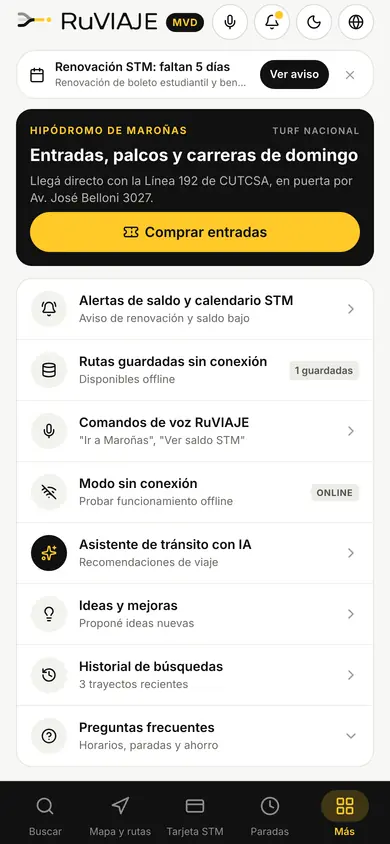 RuVIAJE MVD
Renovación STM: faltan 5 días
Renovación de boleto estudiantil y ben...
Ver aviso
HIPÓDROMO DE MAROÑAS
TURF NACIONAL
Entradas, palcos y carreras de domingo
Llegá directo con la Línea 192 de CUTCSA, en puerta por
Av. José Belloni 3027.
Comprar entradas
Alertas de saldo y calendario STM
Aviso de renovación y saldo bajo
Rutas guardadas sin conexión
Disponibles offline
1 guardadas
Comandos de voz RuVIAJE
"Ir a Maroñas", "Ver saldo STM"
Modo sin conexión
Probar funcionamiento offline
ONLINE
Asistente de tránsito con IA
Recomendaciones de viaje
Ideas y mejoras
Proponé ideas nuevas
Historial de búsquedas
3 trayectos recientes
Preguntas frecuentes
Horarios, paradas y ahorro
Buscar
Mapa y rutas
Tarjeta STM
Paradas
Más